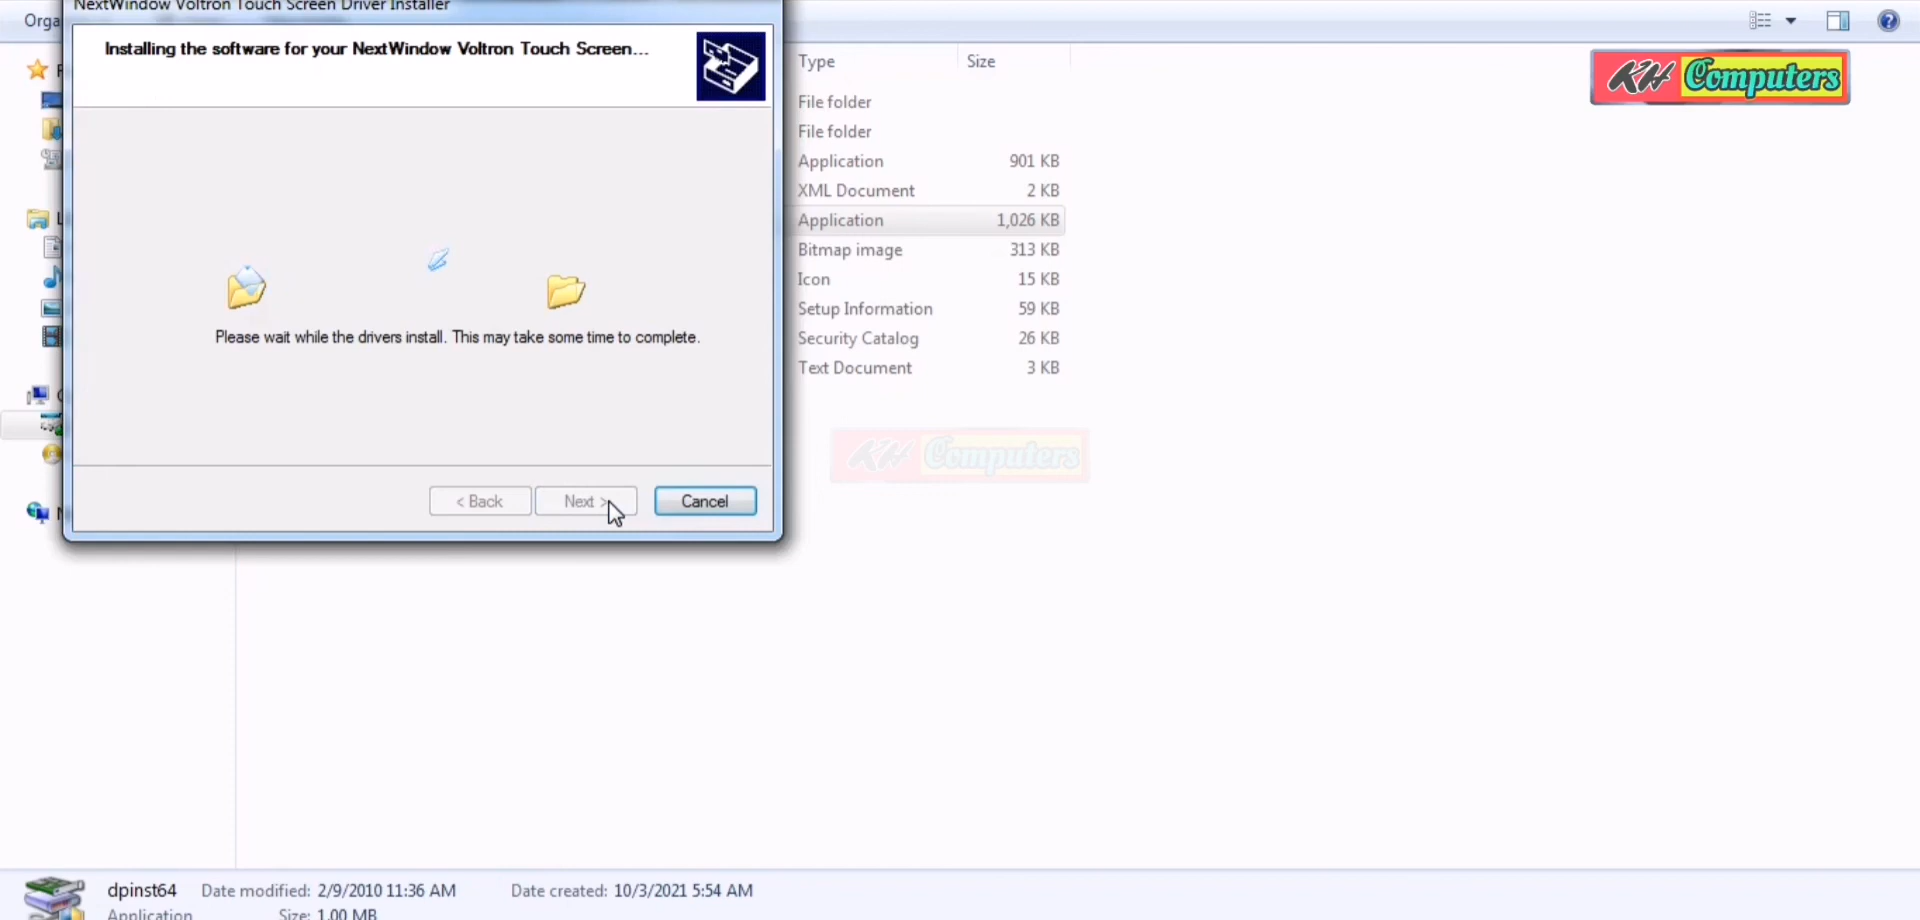 NextWindow Voltron Touch Screen Driver Installer
Orga
Installing the software for your NextWindow Voltron Touch Screen...
Type Size
KH Computers
File folder
File folder
Application 901 KB
XML Document 2 KB
Application 1,026 KB
Bitmap image 313 KB
Icon 15 KB
Setup Information 59 KB
Security Catalog 26 KB
Text Document 3 KB
Please wait while the drivers install. This may take some time to complete.
KH Computers
< Back Next > Cancel
dpinst64 Date modified: 2/9/2010 11:36 AM Date created: 10/3/2021 5:54 AM
Application Size: 1.00 MB